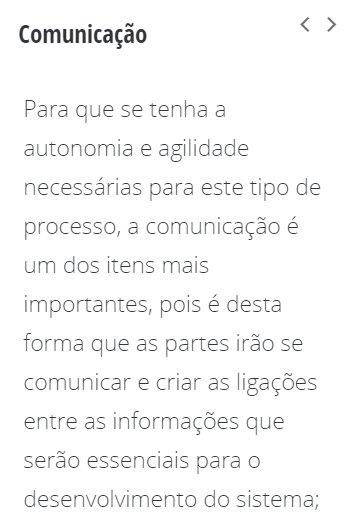 Comunicação
Para que se tenha a
autonomia e agilidade
necessárias para este tipo de
processo, a comunicação é
um dos itens mais
importantes, pois é desta
forma que as partes irão se
comunicar e criar as ligações
entre as informações que
serão essenciais para o
desenvolvimento do sistema;